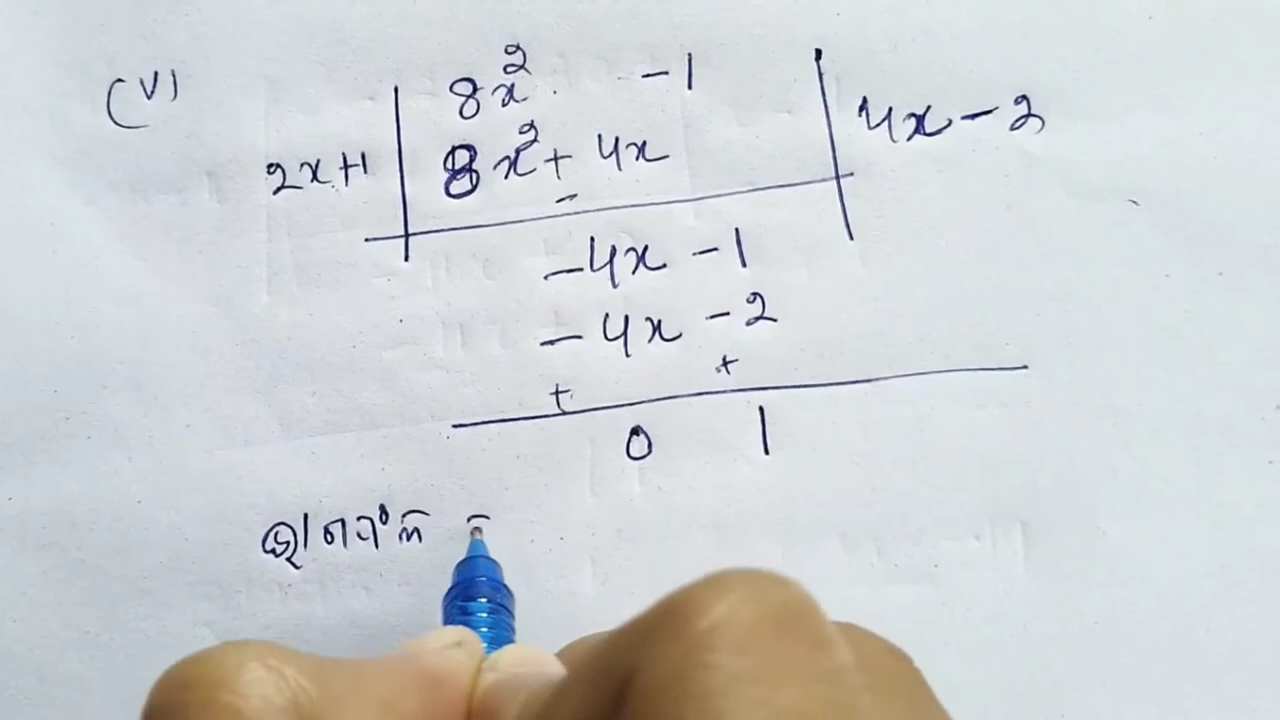 (V)
8x² -1
2x+1 | 8x² + 4x | 4x - 2
-
-4x - 1
-4x - 2
+ +
0 1
ଭାଗଫଳ =